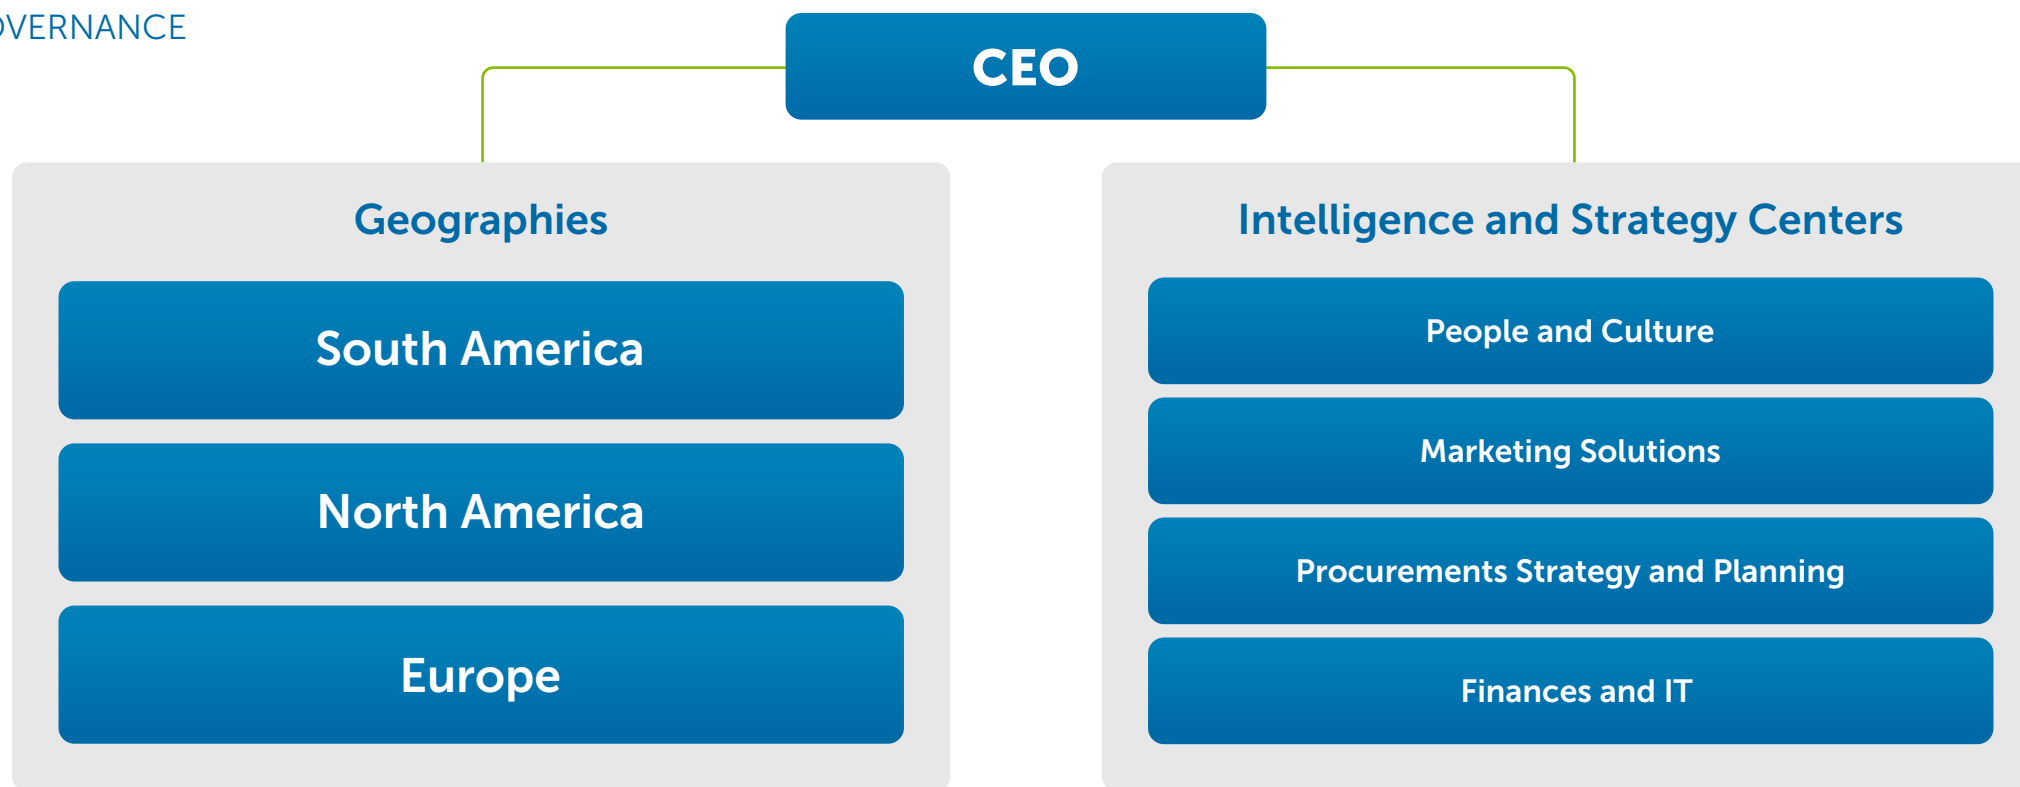 OVERNANCE
CEO
Geographies
South America
North America
Europe
Intelligence and Strategy Centers
People and Culture
Marketing Solutions
Procurements Strategy and Planning
Finances and IT